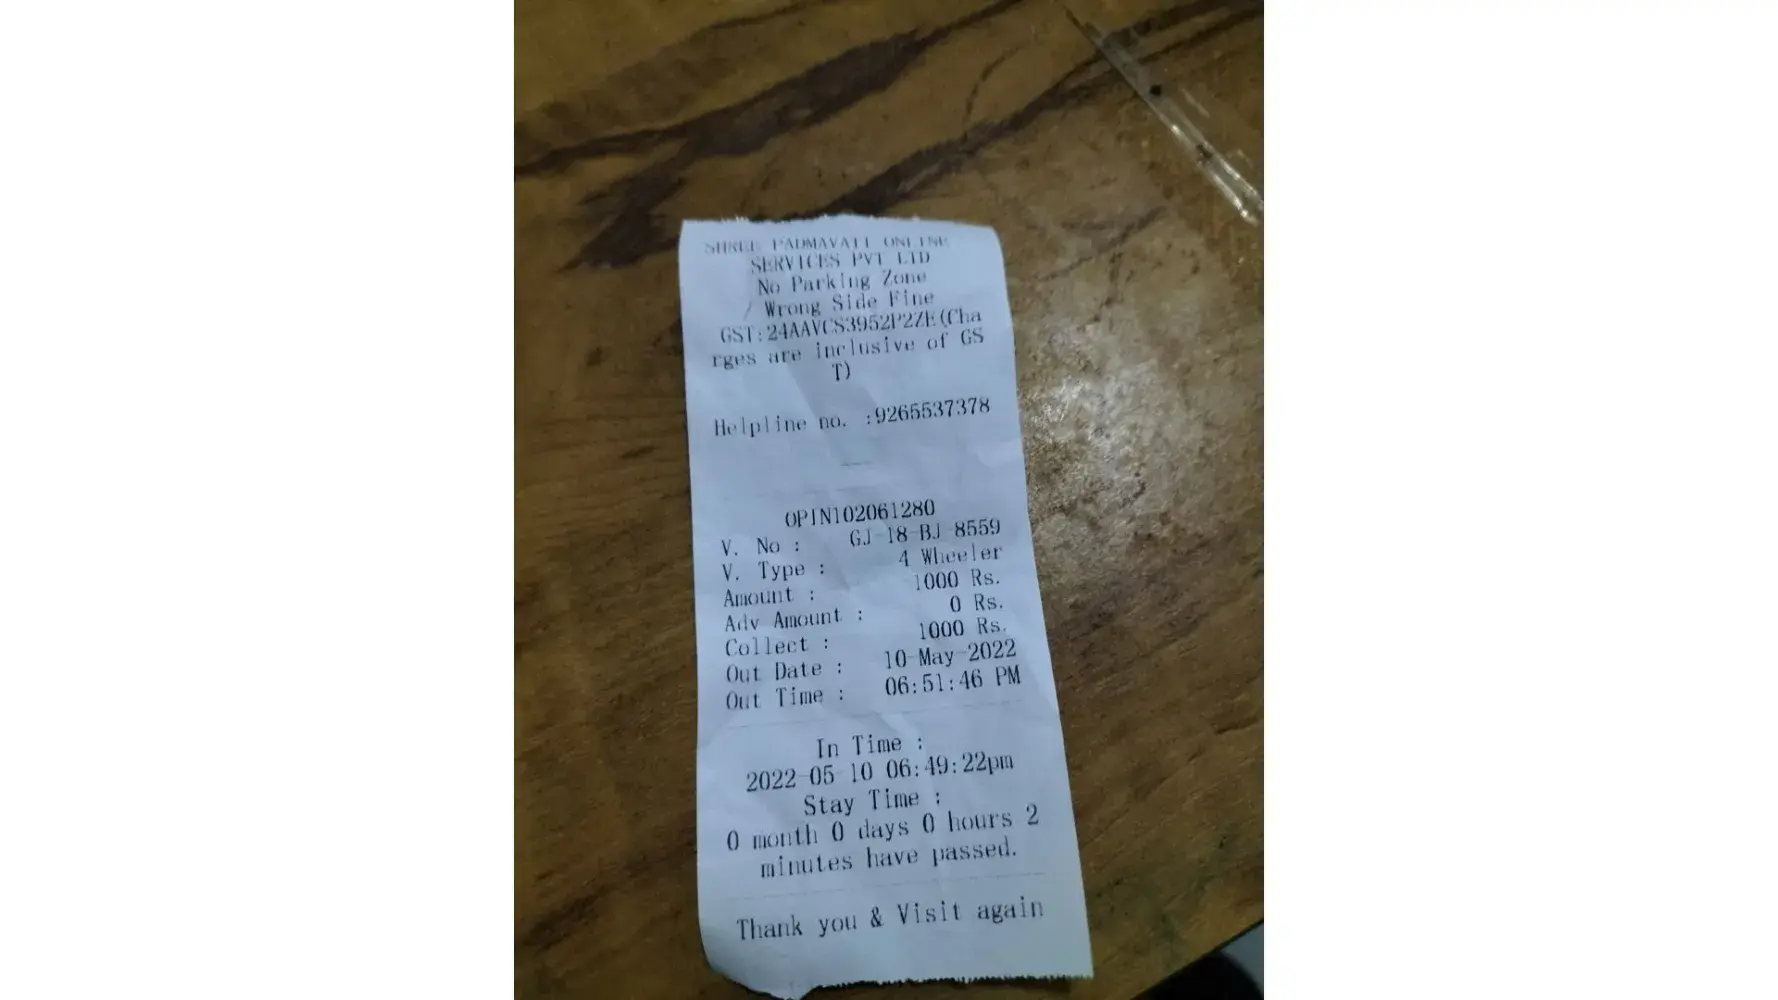 SHREE PADMAVATI ONLINE
SERVICES PVT LTD
No Parking Zone
/ Wrong Side Fine
GST:24AAVCS3952P2ZE(Cha
rges are inclusive of GS
T)
Helpline no. :9265537378
OPIN102061280
V. No : GJ-18-BJ-8559
V. Type : 4 Wheeler
Amount : 1000 Rs.
Adv Amount : 0 Rs.
Collect : 1000 Rs.
Out Date : 10-May-2022
Out Time : 06:51:46 PM
In Time :
2022-05-10 06:49:22pm
Stay Time :
0 month 0 days 0 hours 2
minutes have passed.
Thank you & Visit again